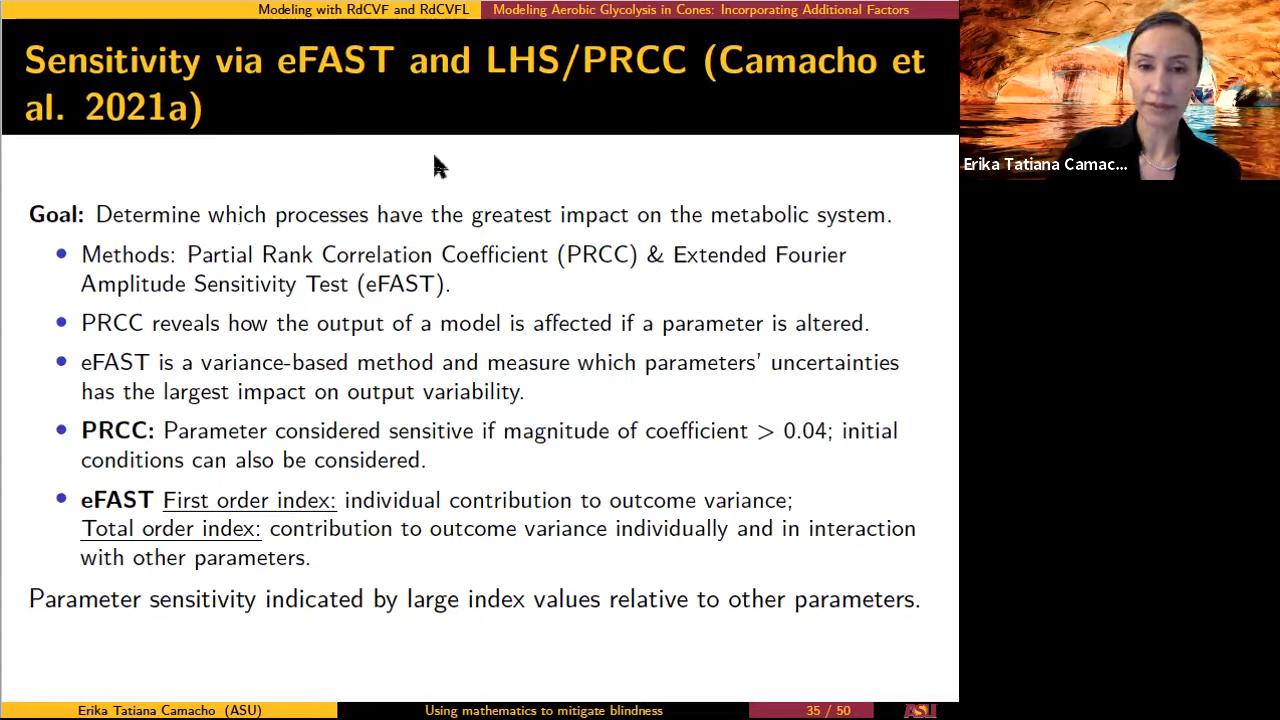 Modeling with RdCVF and RdCVFL
Modeling Aerobic Glycolysis in Cones: Incorporating Additional Factors
Sensitivity via eFAST and LHS/PRCC (Camacho et
al. 2021a)
Erika Tatiana Camac...
Goal: Determine which processes have the greatest impact on the metabolic system.
• Methods: Partial Rank Correlation Coefficient (PRCC) & Extended Fourier
Amplitude Sensitivity Test (eFAST).
• PRCC reveals how the output of a model is affected if a parameter is altered.
• eFAST is a variance-based method and measure which parameters' uncertainties
has the largest impact on output variability.
• PRCC: Parameter considered sensitive if magnitude of coefficient > 0.04; initial
conditions can also be considered.
• eFAST First order index: individual contribution to outcome variance;
Total order index: contribution to outcome variance individually and in interaction
with other parameters.
Parameter sensitivity indicated by large index values relative to other parameters.
Erika Tatiana Camacho (ASU)
Using mathematics to mitigate blindness
35 / 50
ASU